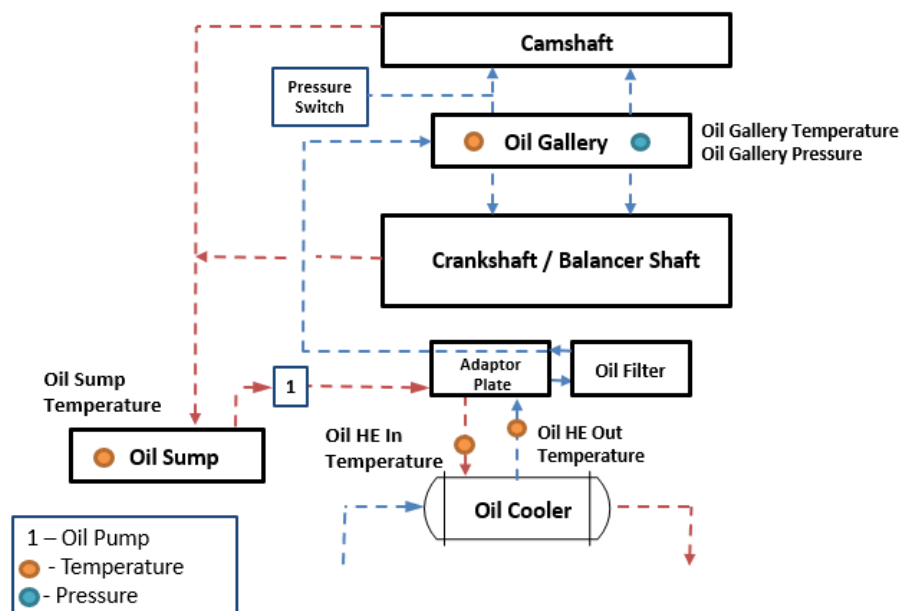 Camshaft
Pressure
Switch
Oil Gallery
Oil Gallery Temperature
Oil Gallery Pressure
Crankshaft / Balancer Shaft
Oil Sump
Temperature
1
Adaptor
Plate
Oil Filter
Oil HE In
Temperature
Oil HE Out
Temperature
Oil Sump
Oil Cooler
1 – Oil Pump
- Temperature
- Pressure